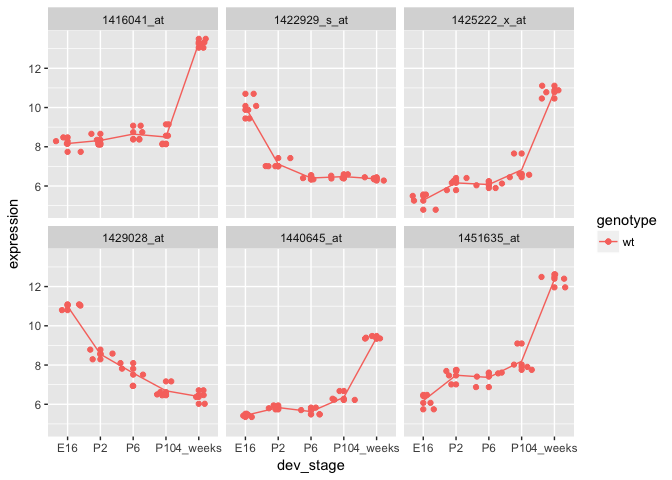 1416041_at 1422929_s_at 1425222_x_at
12
10
8
6
expression
genotype
wt
1429028_at 1440645_at 1451635_at
12
10
8
6
E16 P2 P6 P104_weeks E16 P2 P6 P104_weeks E16 P2 P6 P104_weeks
dev_stage